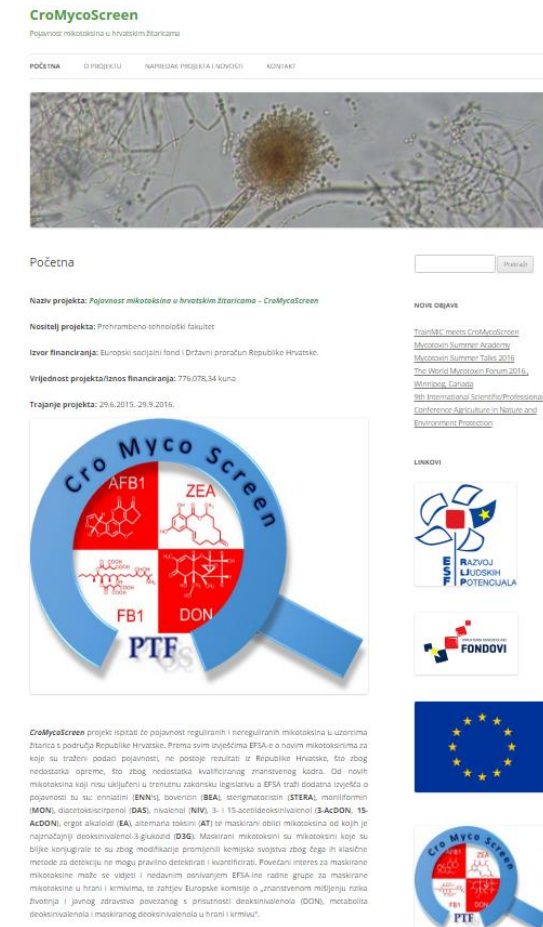 CroMycoScreen
Pojavnost mikotoksina u hrvatskim žitaricama
POČETNA O PROJEKTU NAPREDAK PROJEKTA I NOVOSTI KONTAKT
Početna
Naziv projekta: Pojavnost mikotoksina u hrvatskim žitaricama – CroMycoScreen
Nositelj projekta: Prehrambeno-tehnološki fakultet
Izvor financiranja: Europski socijalni fond i Državni proračun Republike Hrvatske.
Vrijednost projekta/Iznos financiranja: 776.078,34 kuna
Trajanje projekta: 29.6.2015.-29.9.2016.
Cro Myco Screen
AFB1
ZEA
FB1
DON
PTF
OS
CroMycoScreen projekt ispitati će pojavnost reguliranih i nereguliranih mikotoksina u uzorcima
žitarica s područja Republike Hrvatske. Prema svim izvješćima EFSA-e o novim mikotoksinima za
koje su traženi podaci pojavnosti, ne postoje rezultati iz Republike Hrvatske, što zbog
nedostatka opreme, što zbog nedostatka kvalificiranog znanstvenog kadra. Od novih
mikotoksina koji nisu uključeni u trenutnu zakonsku legislativu a EFSA traži dodatna izvješća o
pojavnosti tu su: enniatini (ENN's), bovericin (BEA), sterigmatocistin (STERA), moniliformin
(MON), diacetoksiscirpenol (DAS), nivalenol (NIV), 3- i 15-acetildeoksinivalenol (3-AcDON, 15-
AcDON), ergot alkaloidi (EA), alternaria toksini (AT) te maskirani oblici mikotoksina od kojih je
najznačajniji deoksinivalenol-3-glukozid (D3G). Maskirani mikotoksini su mikotoksini koje su
biljke konjugirale te su zbog modifikacije promijenili kemijska svojstva zbog čega ih klasične
metode za detekciju ne mogu pravilno detektirati i kvantificirati. Povećani interes za maskirane
mikotoksine može se vidjeti i nedavnim osnivanjem EFSA-ine radne grupe za maskirane
mikotoksine u hrani i krmivima, te zahtjev Europske komisije o „znanstvenom mišljenju rizika
životinja i javnog zdravstva povezanog s prisutnosti deoksinivalenola (DON), metabolita
deoksinivalenola i maskiranog deoksinivalenola u hrani i krmivu“.
Pretraži
NOVE OBJAVE
TrainMiC meets CroMycoScreen
Mycotoxin Summer Academy
Mycotoxin Summer Talks 2016
The World Mycotoxin Forum 2016.,
Winnipeg, Canada
9th International Scientific/Professional
Conference Agriculture in Nature and
Environment Protection
LINKOVI
ESF
RAZVOJ
LJUDSKIH
POTENCIJALA
FONDOVI
Cro Myco Screen
AFB1
ZEA
FB1
DON
PTF